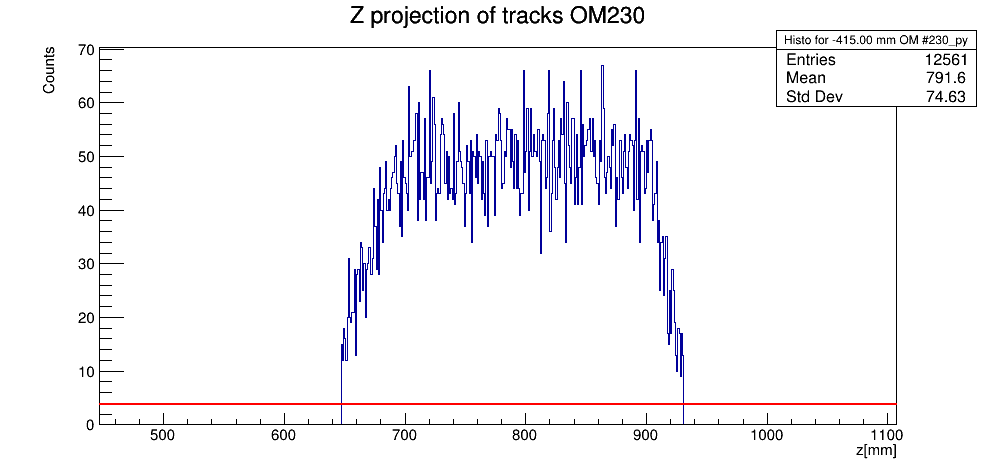 Z projection of tracks OM230
Histo for -415.00 mm OM #230_py
Entries 12561
Mean 791.6
Std Dev 74.63
Counts
70
60
50
40
30
20
10
0
500 600 700 800 900 1000 1100
z[mm]